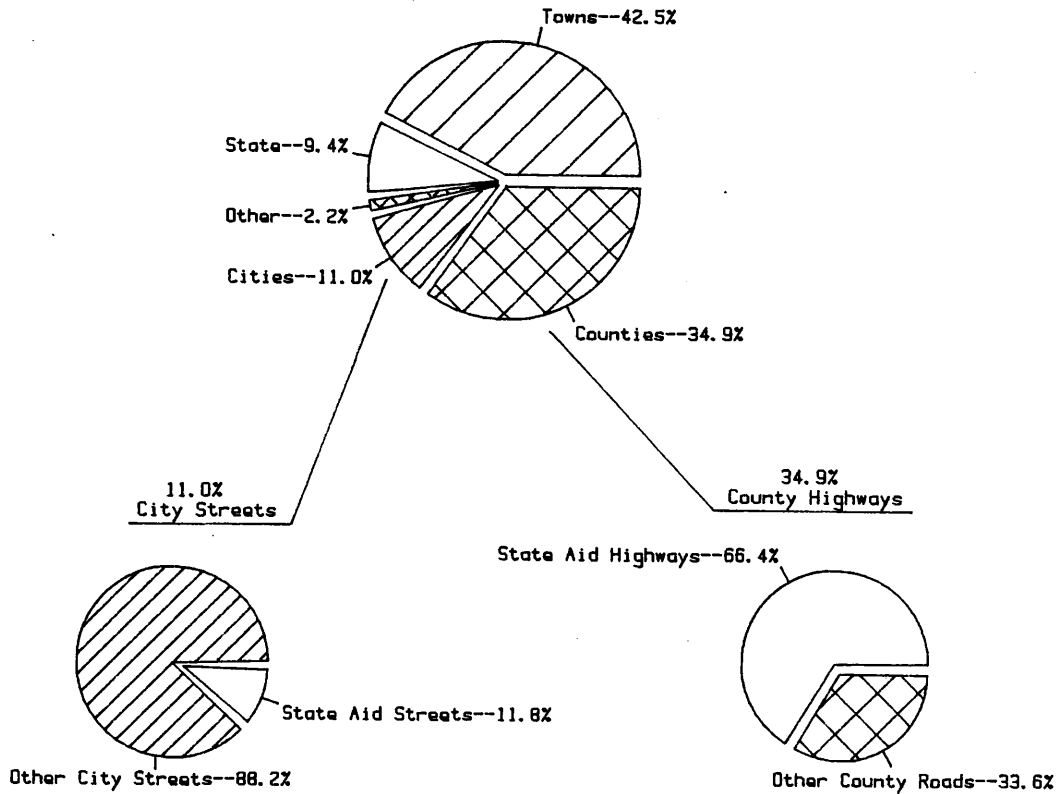 Towns--42.5%
State--9.4%
Other--2.2%
Cities--11.0%
Counties--34.9%
11.0%
City Streets
34.9%
County Highways
State Aid Highways--66.4%
State Aid Streets--11.8%
Other City Streets--88.2%
Other County Roads--33.6%